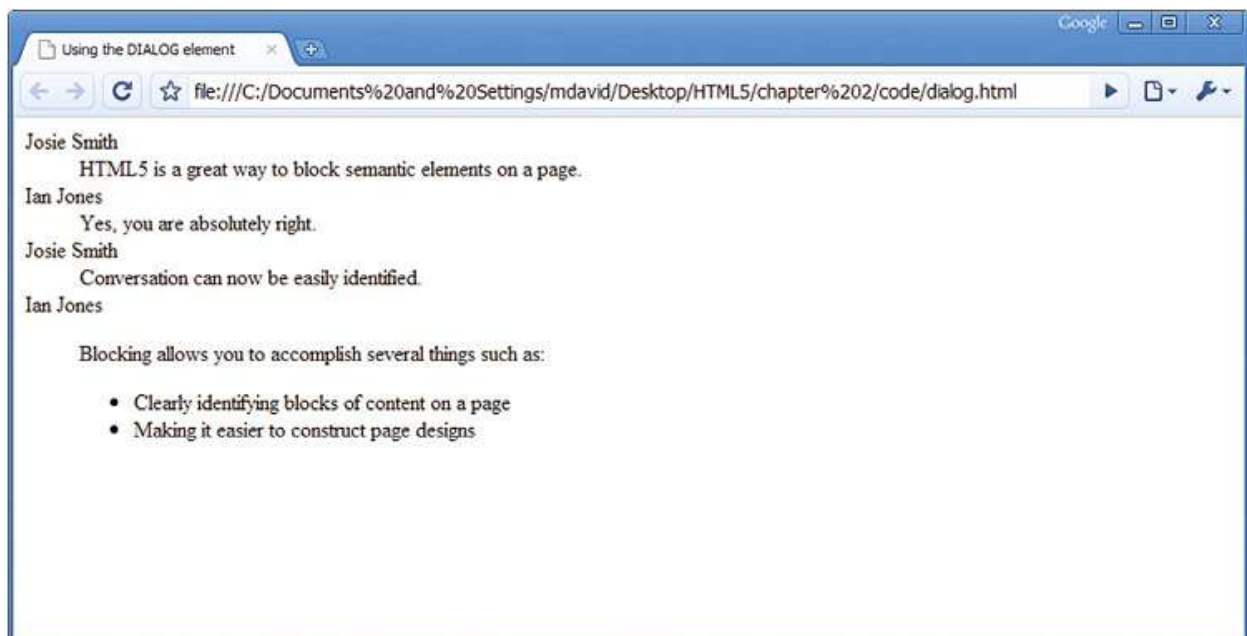 Google
Using the DIALOG element
file:///C:/Documents%20and%20Settings/mdavid/Desktop/HTML5/chapter%202/code/dialog.html
Josie Smith
HTML5 is a great way to block semantic elements on a page.
Ian Jones
Yes, you are absolutely right.
Josie Smith
Conversation can now be easily identified.
Ian Jones
Blocking allows you to accomplish several things such as:
• Clearly identifying blocks of content on a page
• Making it easier to construct page designs